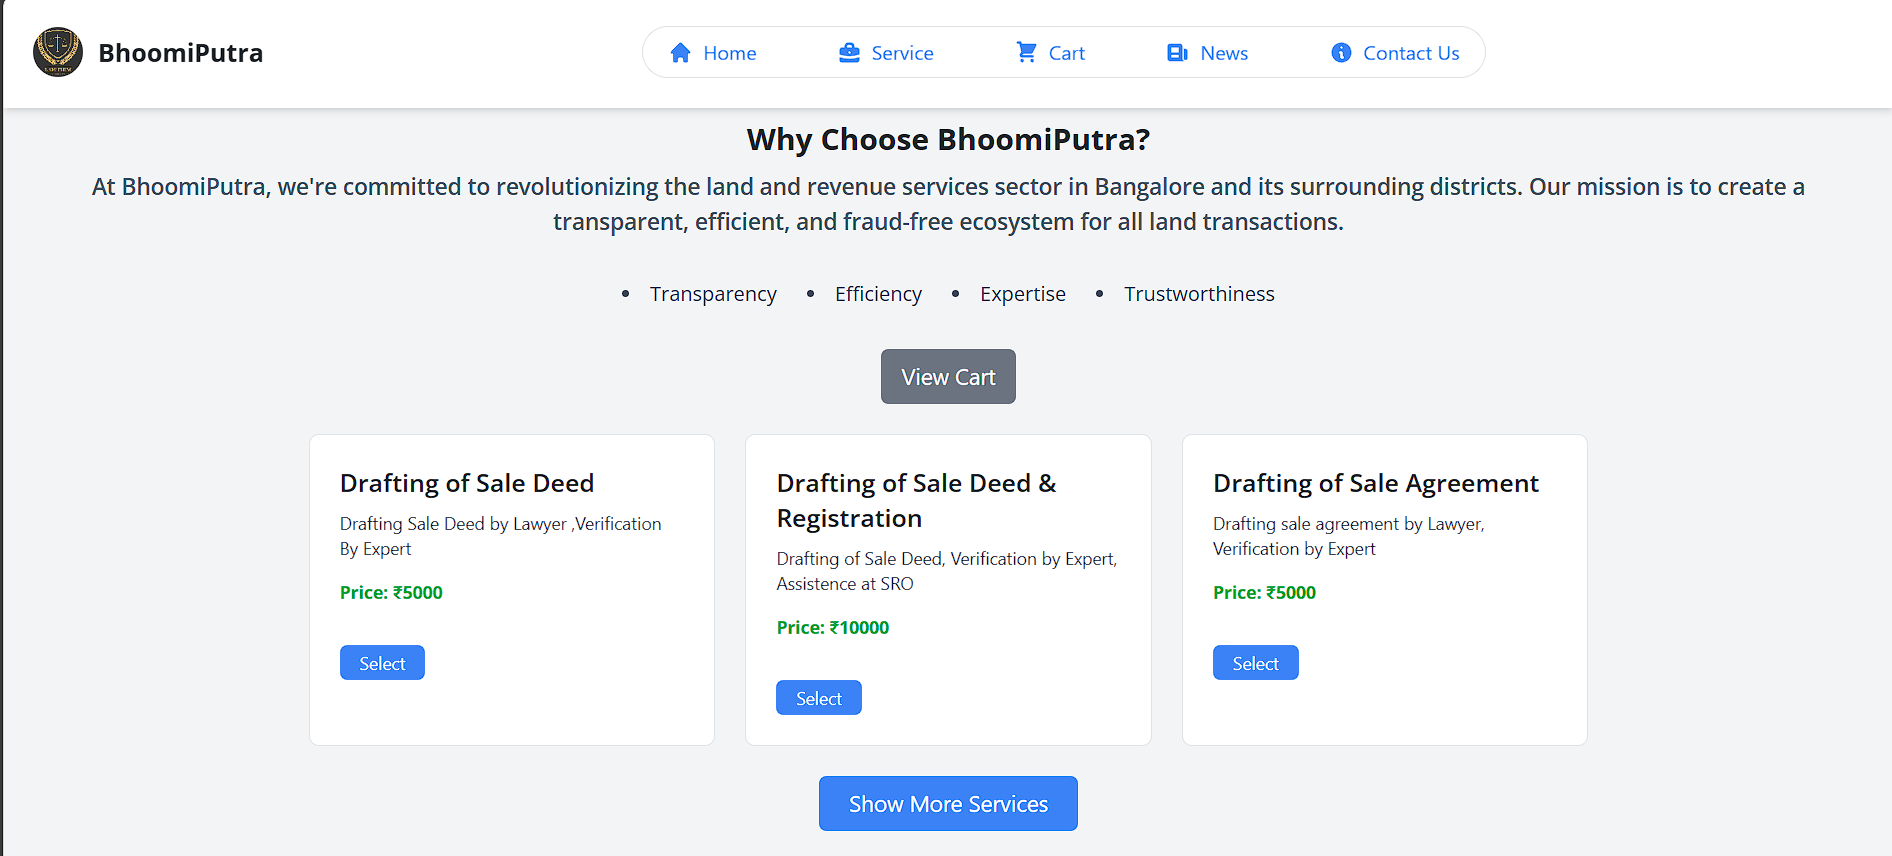 BhoomiPutra
Home Service Cart News Contact Us
Why Choose BhoomiPutra?
At BhoomiPutra, we're committed to revolutionizing the land and revenue services sector in Bangalore and its surrounding districts. Our mission is to create a
transparent, efficient, and fraud-free ecosystem for all land transactions.
• Transparency • Efficiency • Expertise • Trustworthiness
View Cart
Drafting of Sale Deed
Drafting Sale Deed by Lawyer ,Verification
By Expert
Price: ₹5000
Select
Drafting of Sale Deed &
Registration
Drafting of Sale Deed, Verification by Expert,
Assistence at SRO
Price: ₹10000
Select
Drafting of Sale Agreement
Drafting sale agreement by Lawyer,
Verification by Expert
Price: ₹5000
Select
Show More Services